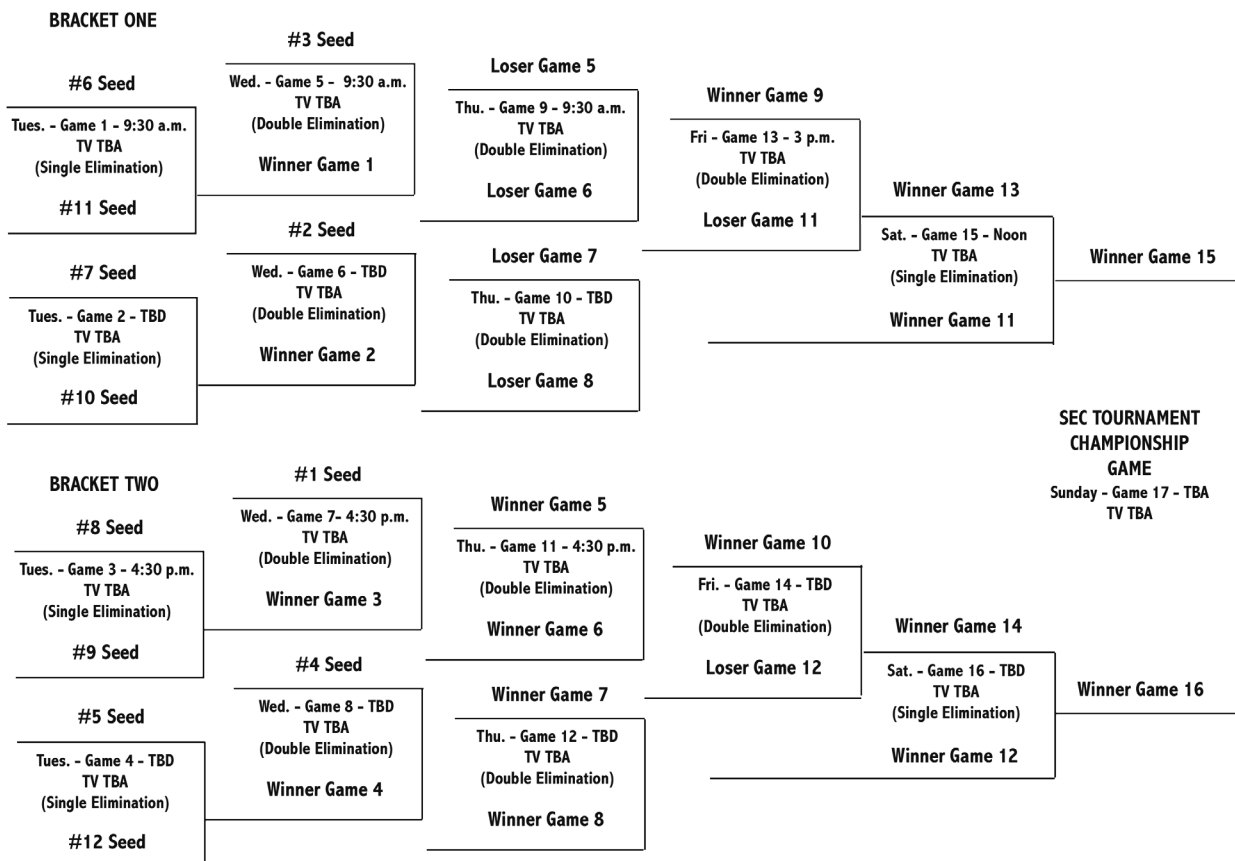 BRACKET ONE
#6 Seed
Tues. - Game 1 - 9:30 a.m.
TV TBA
(Single Elimination)
#11 Seed
#7 Seed
Tues. - Game 2 - TBD
TV TBA
(Single Elimination)
#10 Seed
#3 Seed
Wed. - Game 5 - 9:30 a.m.
TV TBA
(Double Elimination)
Winner Game 1
#2 Seed
Wed. - Game 6 - TBD
TV TBA
(Double Elimination)
Winner Game 2
Loser Game 5
Thu. - Game 9 - 9:30 a.m.
TV TBA
(Double Elimination)
Loser Game 6
Loser Game 7
Thu. - Game 10 - TBD
TV TBA
(Double Elimination)
Loser Game 8
Winner Game 9
Fri - Game 13 - 3 p.m.
TV TBA
(Double Elimination)
Loser Game 11
Winner Game 13
Sat. - Game 15 - Noon
TV TBA
(Single Elimination)
Winner Game 11
Winner Game 15
SEC TOURNAMENT
CHAMPIONSHIP
GAME
Sunday - Game 17 - TBA
TV TBA
BRACKET TWO
#8 Seed
Tues. - Game 3 - 4:30 p.m.
TV TBA
(Single Elimination)
#9 Seed
#5 Seed
Tues. - Game 4 - TBD
TV TBA
(Single Elimination)
#12 Seed
#1 Seed
Wed. - Game 7- 4:30 p.m.
TV TBA
(Double Elimination)
Winner Game 3
#4 Seed
Wed. - Game 8 - TBD
TV TBA
(Double Elimination)
Winner Game 4
Winner Game 5
Thu. - Game 11 - 4:30 p.m.
TV TBA
(Double Elimination)
Winner Game 6
Winner Game 7
Thu. - Game 12 - TBD
TV TBA
(Double Elimination)
Winner Game 8
Winner Game 10
Fri. - Game 14 - TBD
TV TBA
(Double Elimination)
Loser Game 12
Winner Game 14
Sat. - Game 16 - TBD
TV TBA
(Single Elimination)
Winner Game 12
Winner Game 16